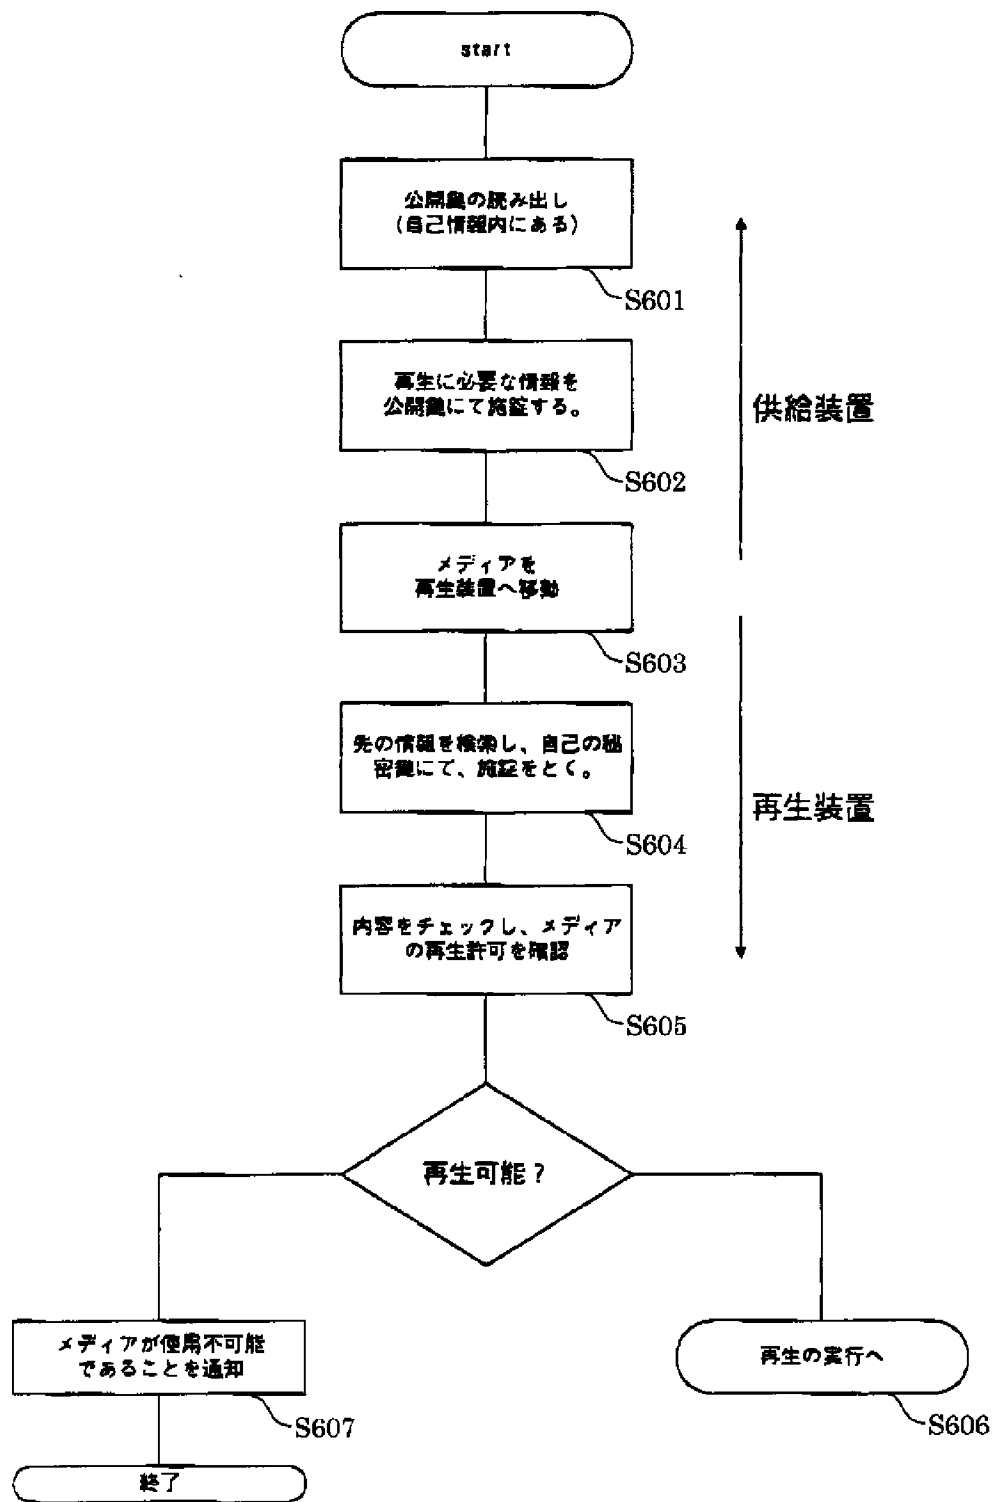 start
公開鍵の読み出し
(自己情報内にある)
S601
再生に必要な情報を
公開鍵にて施錠する。
S602
供給装置
メディアを
再生装置へ移動
S603
先の情報を検索し、自己の秘
密鍵にて、施錠をとく。
S604
再生装置
内容をチェックし、メディア
の再生許可を確認
S605
再生可能?
メディアが使用不可能
であることを通知
S607
再生の実行へ
S606
終了